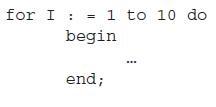 for I : = 1 to 10 do
begin
…
end;